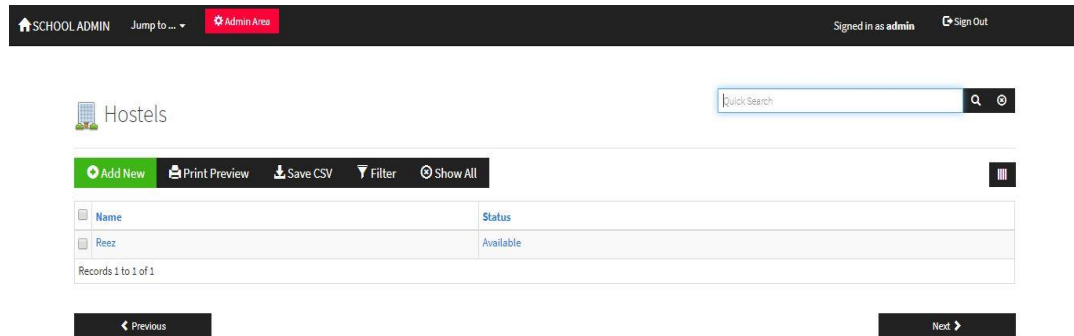 SCHOOL ADMIN Jump to ... Admin Area Signed in as admin Sign Out
Hostels Quick Search
Add New Print Preview Save CSV Filter Show All
Name Status
Reez Available
Records 1 to 1 of 1
Previous Next